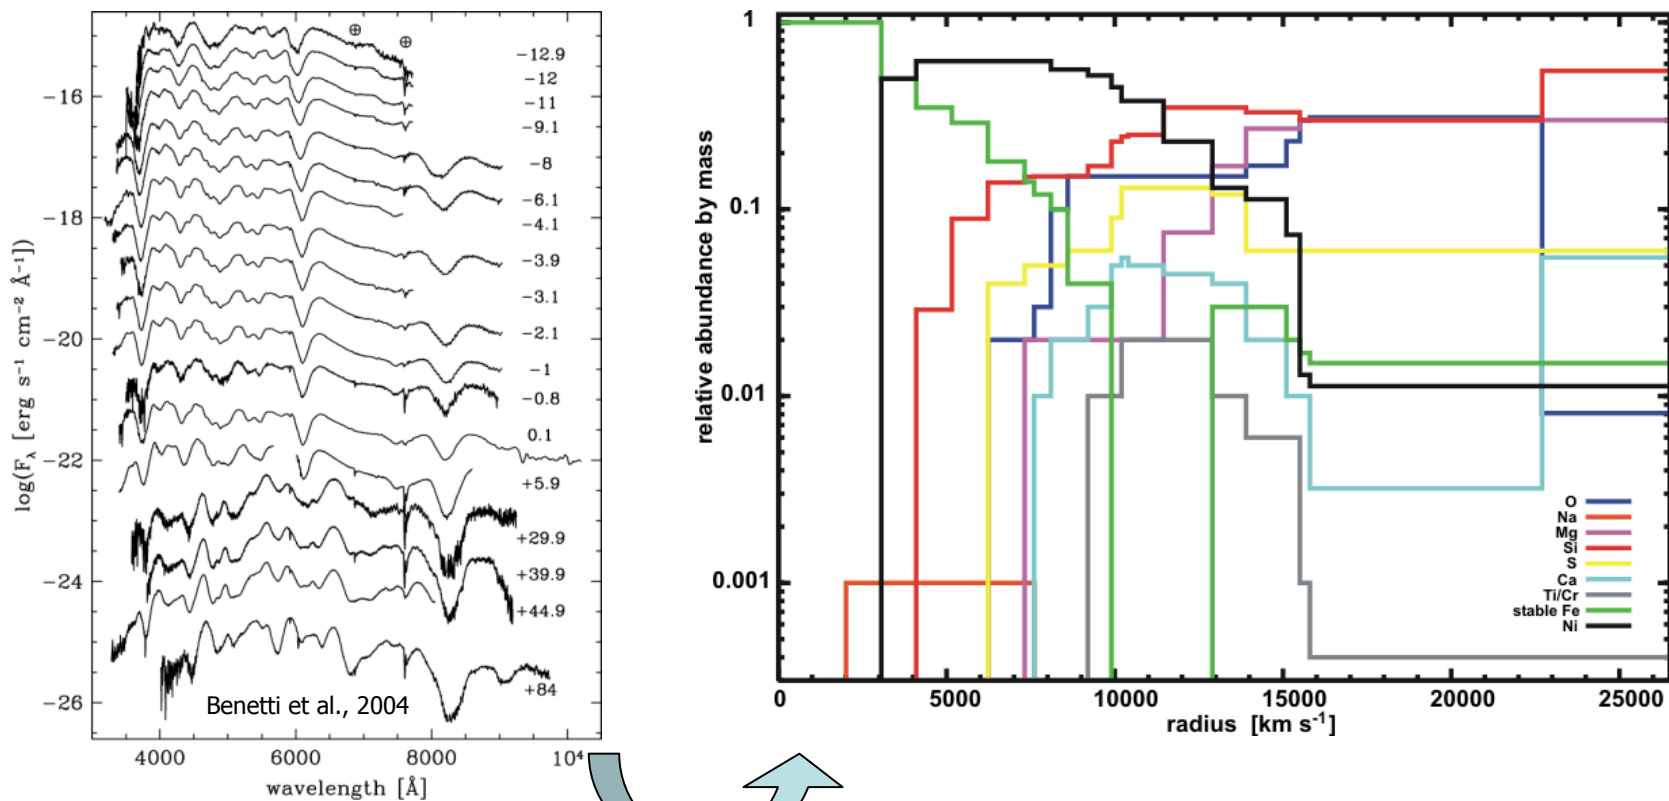 log(F_λ [erg s⁻¹ cm⁻² Å⁻¹])
−16
−18
−20
−22
−24
−26
⊕
⊕
−12.9
−12
−11
−9.1
−8
−6.1
−4.1
−3.9
−3.1
−2.1
−1
−0.8
0.1
+5.9
+29.9
+39.9
+44.9
+84
Benetti et al., 2004
4000 6000 8000 10⁴
wavelength [Å]
relative abundance by mass
1
0.1
0.01
0.001
O
Na
Mg
Si
S
Ca
Ti/Cr
stable Fe
Ni
0 5000 10000 15000 20000 25000
radius [km s⁻¹]